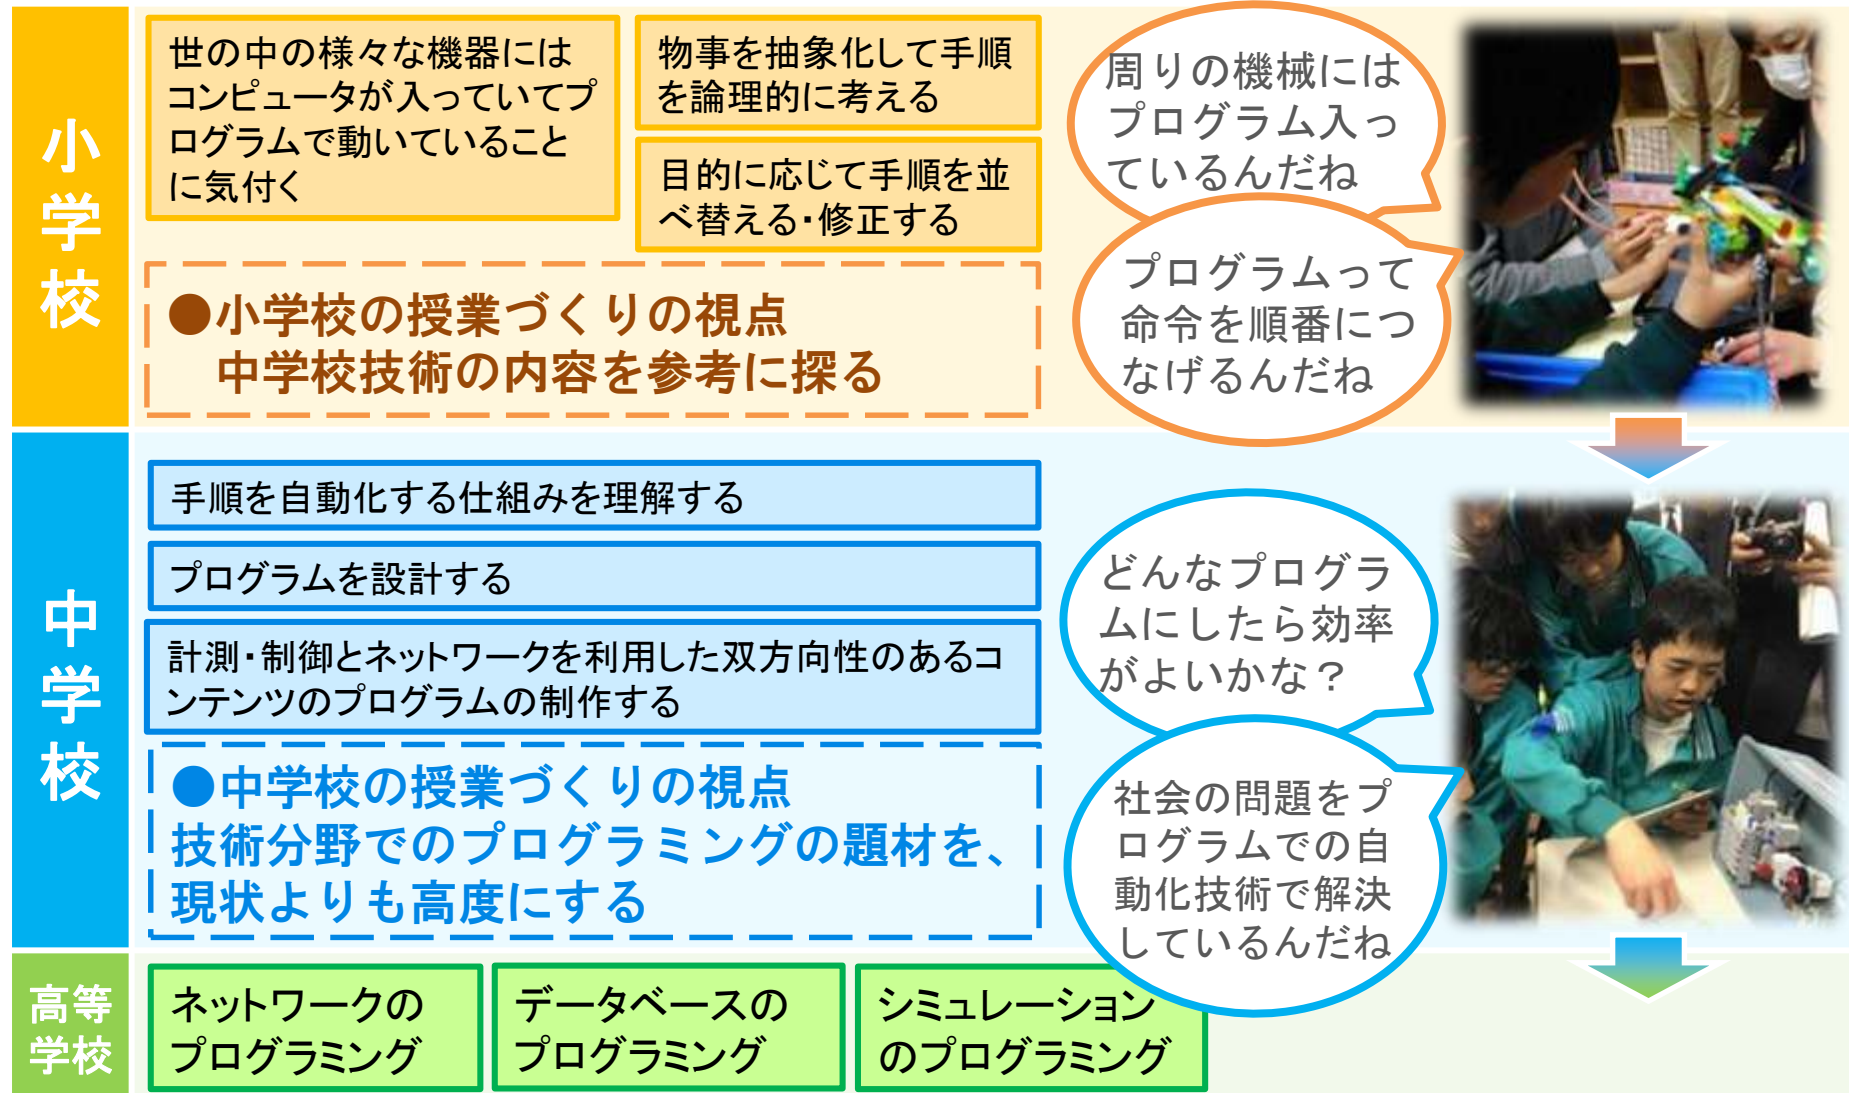 小学校
世の中の様々な機器には
コンピュータが入っていてプ
ログラムで動いていること
に気付く
物事を抽象化して手順
を論理的に考える
目的に応じて手順を並
べ替える・修正する
●小学校の授業づくりの視点
中学校技術の内容を参考に探る
周りの機械には
プログラム入っ
ているんだね
プログラムって
命令を順番につ
なげるんだね
中学校
手順を自動化する仕組みを理解する
プログラムを設計する
計測・制御とネットワークを利用した双方向性のあるコ
ンテンツのプログラムの制作する
●中学校の授業づくりの視点
技術分野でのプログラミングの題材を、
現状よりも高度にする
どんなプログラ
ムにしたら効率
がよいかな？
社会の問題をプ
ログラムでの自
動化技術で解決
しているんだね
高等
学校
ネットワークの
プログラミング
データベースの
プログラミング
シミュレーション
のプログラミング